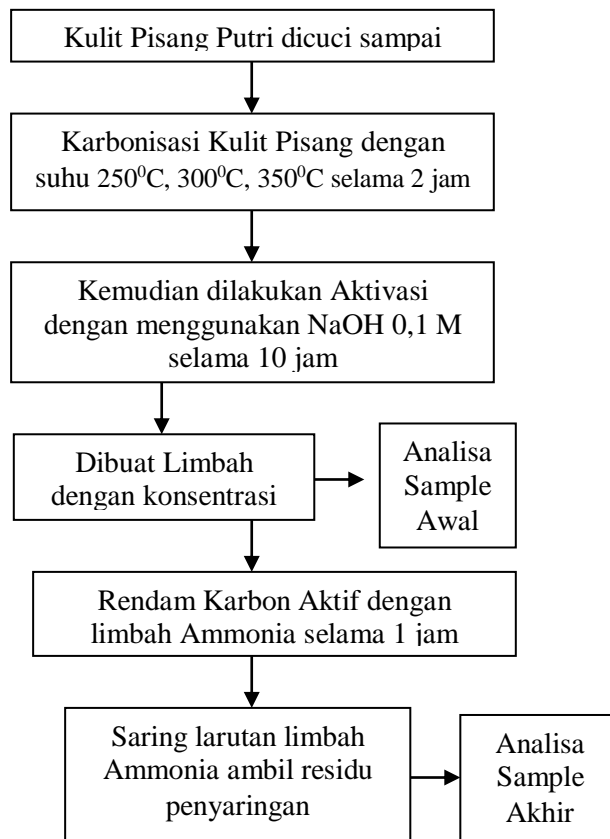 Kulit Pisang Putri dicuci sampai
Karbonisasi Kulit Pisang dengan
suhu 250⁰C, 300⁰C, 350⁰C selama 2 jam
Kemudian dilakukan Aktivasi
dengan menggunakan NaOH 0,1 M
selama 10 jam
Dibuat Limbah
dengan konsentrasi
Analisa
Sample
Awal
Rendam Karbon Aktif dengan
limbah Ammonia selama 1 jam
Saring larutan limbah
Ammonia ambil residu
penyaringan
Analisa
Sample
Akhir